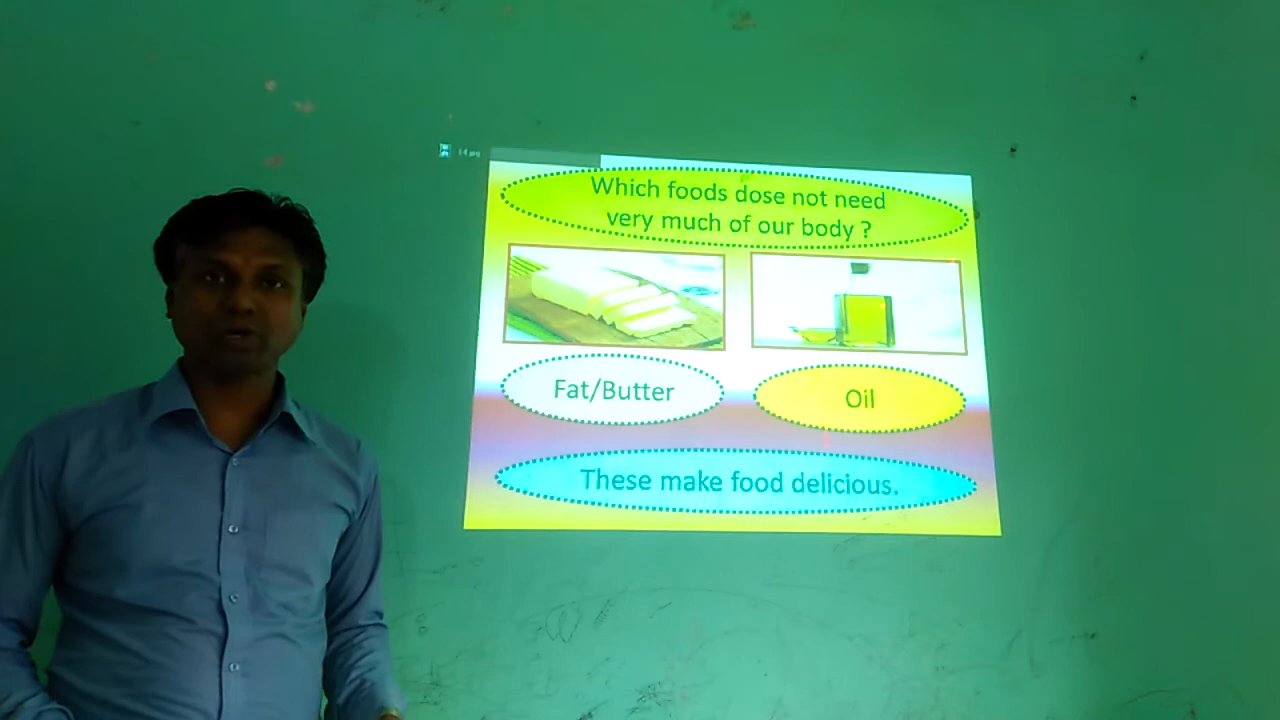 Which foods dose not need
very much of our body ?
Fat/Butter
Oil
These make food delicious.